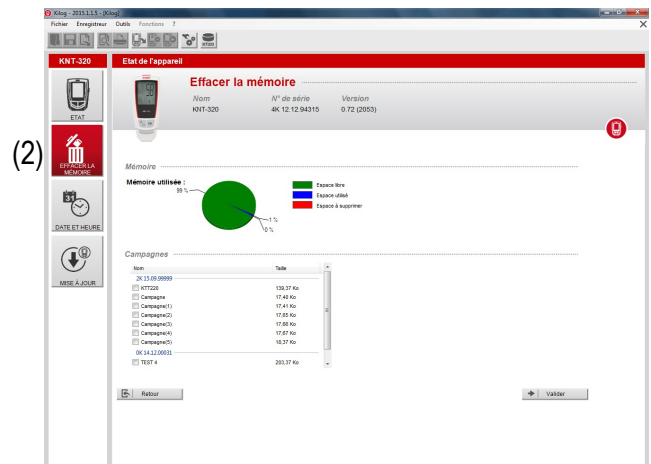 Kilog - 2015.1.1.5 - [Kilog]
Fichier Enregistreur Outils Fonctions ?
KNT-320
Etat de l'appareil
Effacer la mémoire
Nom N° de série Version
KNT-320 4K 12.12.94315 0.72 (2053)
ETAT
(2)
EFFACER LA
MÉMOIRE
DATE ET HEURE
MISE À JOUR
Mémoire
Mémoire utilisée :
99 %
1 %
0 %
Espace libre
Espace utilisé
Espace à supprimer
Campagnes
Nom Taille
2K 15.09.99999
KTT220 139,37 Ko
Campagne 17,40 Ko
Campagne(1) 17,41 Ko
Campagne(2) 17,65 Ko
Campagne(3) 17,66 Ko
Campagne(4) 17,67 Ko
Campagne(5) 18,37 Ko
0K 14.12.00031
TEST 4 203,37 Ko
Retour
Valider